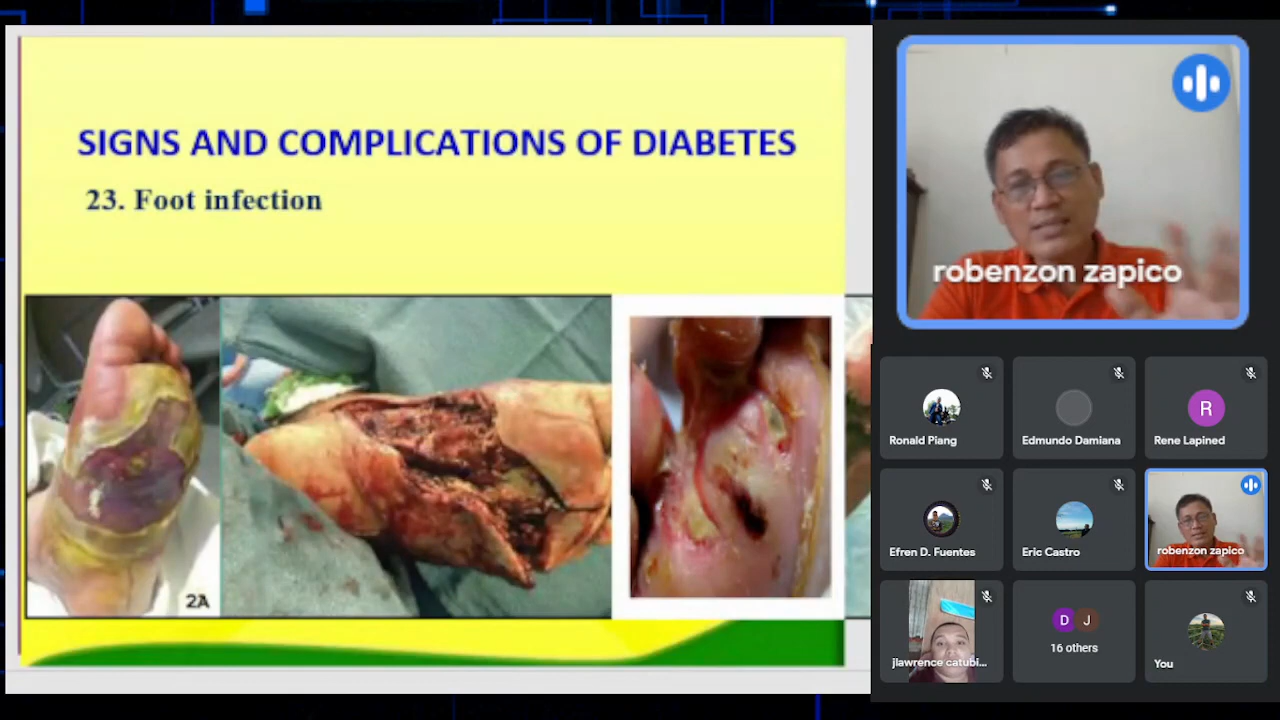 SIGNS AND COMPLICATIONS OF DIABETES
23. Foot infection
2A
robenzon zapico
Ronald Piang
Edmundo Damiana
R
Rene Lapined
Efren D. Fuentes
Eric Castro
robenzon zapico
jlawrence catubi...
D J
16 others
You